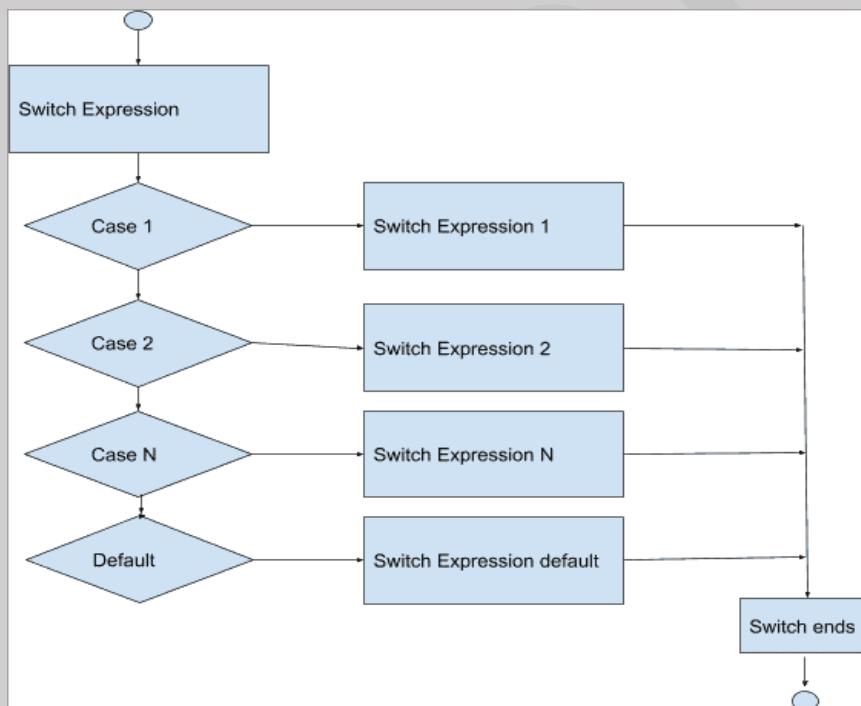 Switch Expression
Case 1
Switch Expression 1
Case 2
Switch Expression 2
Case N
Switch Expression N
Default
Switch Expression default
Switch ends